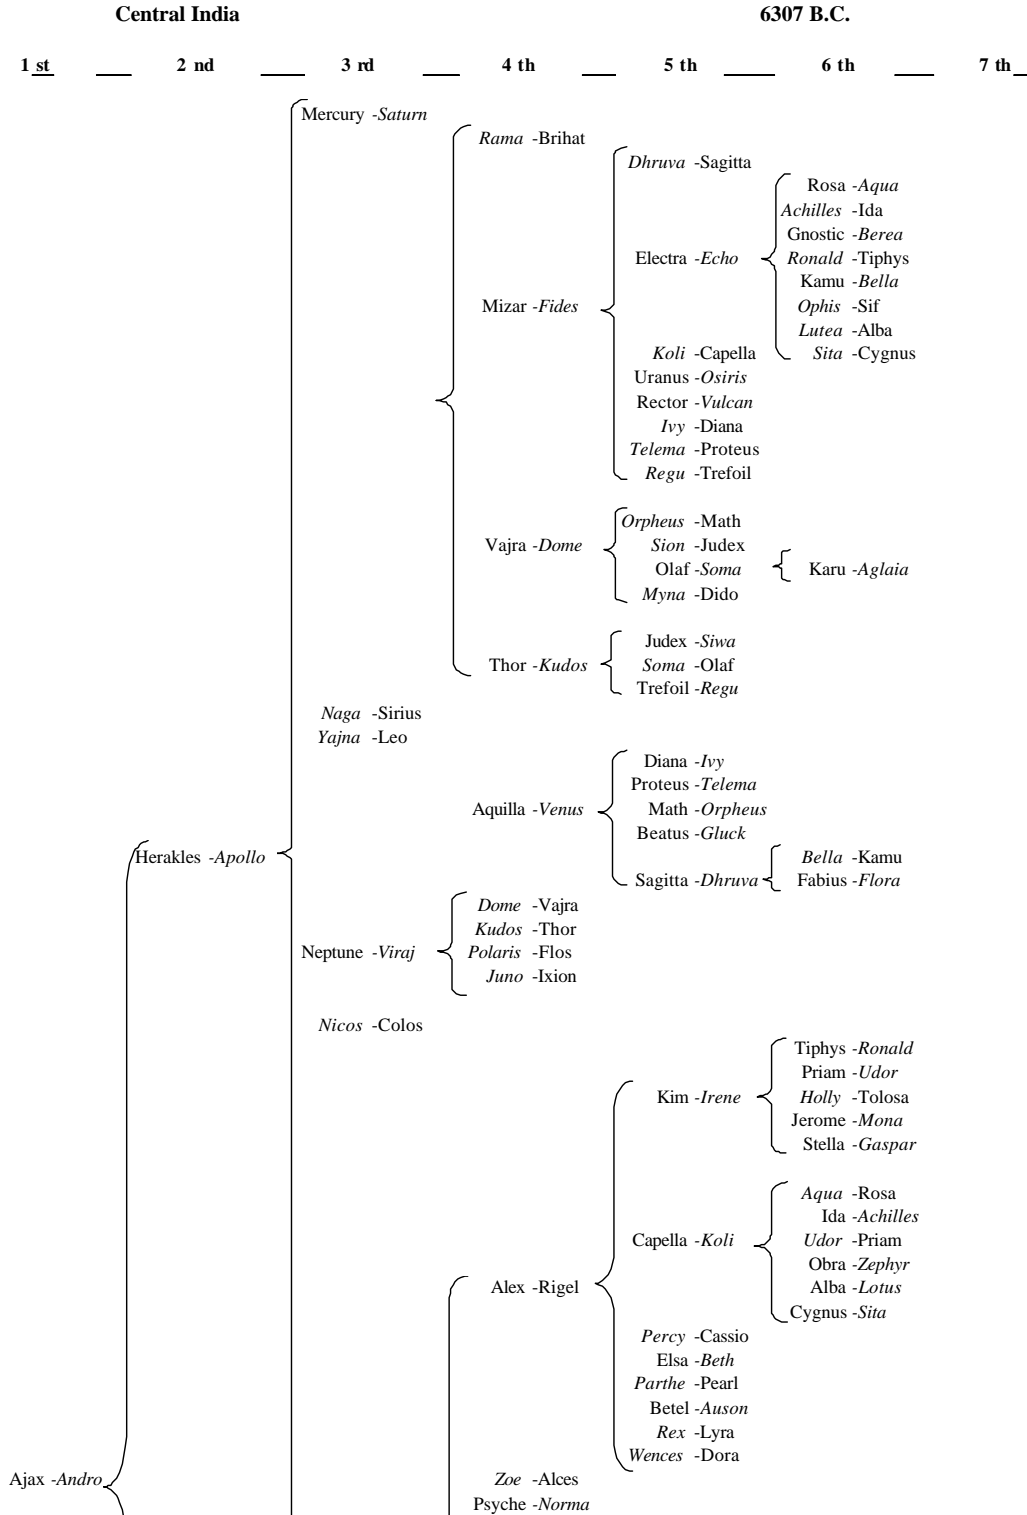 Central India 6307 B.C.
1 st ___ 2 nd ___ 3 rd ___ 4 th ___ 5 th ___ 6 th ___ 7 th
Mercury -Saturn
Rama -Brihat
Dhruva -Sagitta
Rosa -Aqua
Achilles -Ida
Gnostic -Berea
Electra -Echo
Ronald -Tiphys
Kamu -Bella
Mizar -Fides
Ophis -Sif
Lutea -Alba
Koli -Capella
Sita -Cygnus
Uranus -Osiris
Rector -Vulcan
Ivy -Diana
Telema -Proteus
Regu -Trefoil
Orpheus -Math
Vajra -Dome
Sion -Judex
Olaf -Soma
Karu -Aglaia
Myna -Dido
Judex -Siwa
Thor -Kudos
Soma -Olaf
Trefoil -Regu
Naga -Sirius
Yajna -Leo
Diana -Ivy
Proteus -Telema
Aquilla -Venus
Math -Orpheus
Beatus -Gluck
Herakles -Apollo
Bella -Kamu
Sagitta -Dhruva
Fabius -Flora
Dome -Vajra
Kudos -Thor
Neptune -Viraj
Polaris -Flos
Juno -Ixion
Nicos -Colos
Tiphys -Ronald
Priam -Udor
Kim -Irene
Holly -Tolosa
Jerome -Mona
Stella -Gaspar
Aqua -Rosa
Ida -Achilles
Capella -Koli
Udor -Priam
Obra -Zephyr
Alex -Rigel
Alba -Lotus
Cygnus -Sita
Percy -Cassio
Elsa -Beth
Parthe -Pearl
Betel -Auson
Rex -Lyra
Wences -Dora
Ajax -Andro
Zoe -Alces
Psyche -Norma